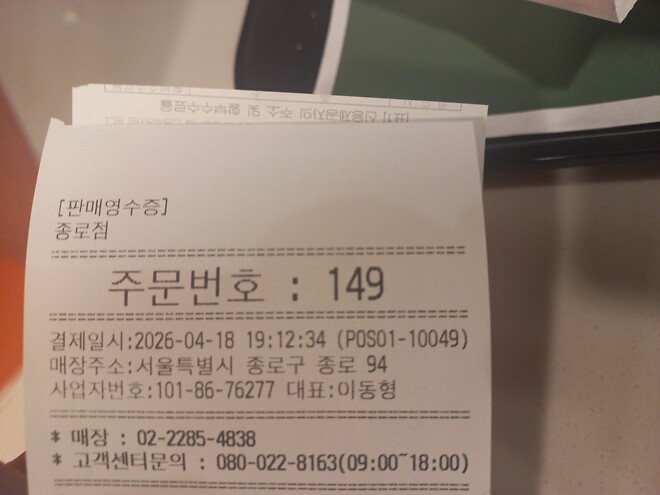 [판매영수증]
종로점
주문번호 : 149
결제일시:2026-04-18 19:12:34 (POS01-10049)
매장주소:서울특별시 종로구 종로 94
사업자번호:101-86-76277 대표:이동형
* 매장 : 02-2285-4838
* 고객센터문의 : 080-022-8163(09:00~18:00)